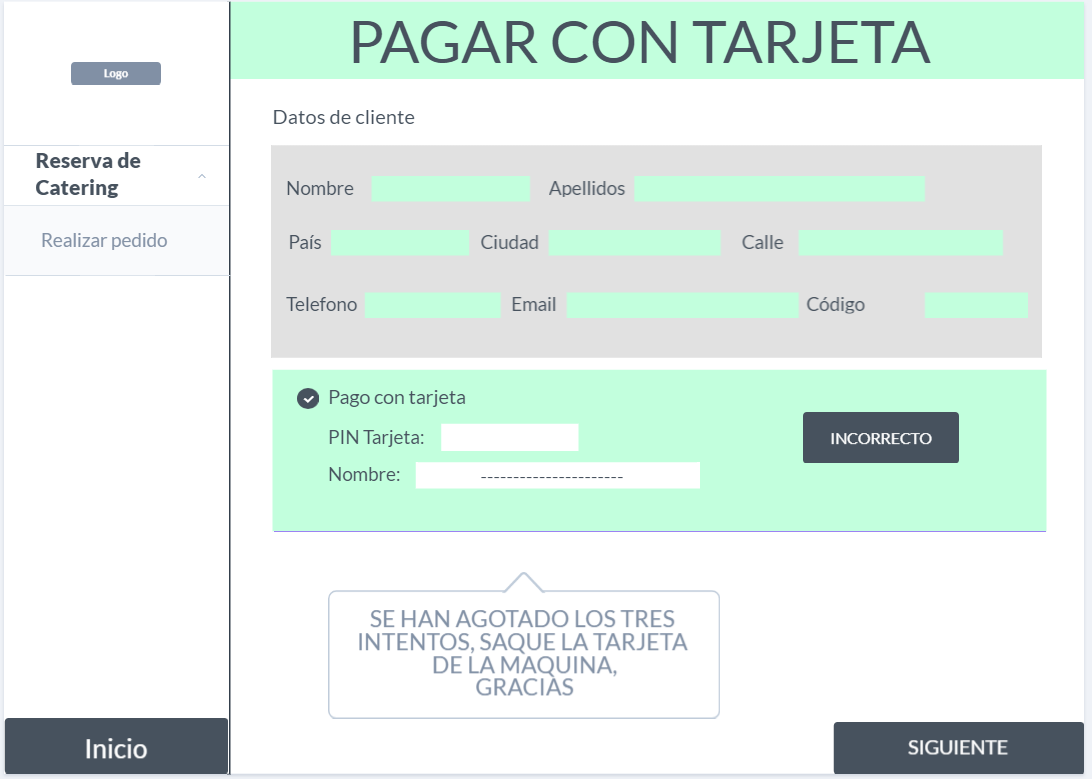 Logo
PAGAR CON TARJETA
Reserva de
Catering
Realizar pedido
Datos de cliente
Nombre Apellidos
País Ciudad Calle
Telefono Email Código
Pago con tarjeta
PIN Tarjeta:
INCORRECTO
Nombre: ----------------------
SE HAN AGOTADO LOS TRES
INTENTOS, SAQUE LA TARJETA
DE LA MAQUINA,
GRACIAS
Inicio
SIGUIENTE